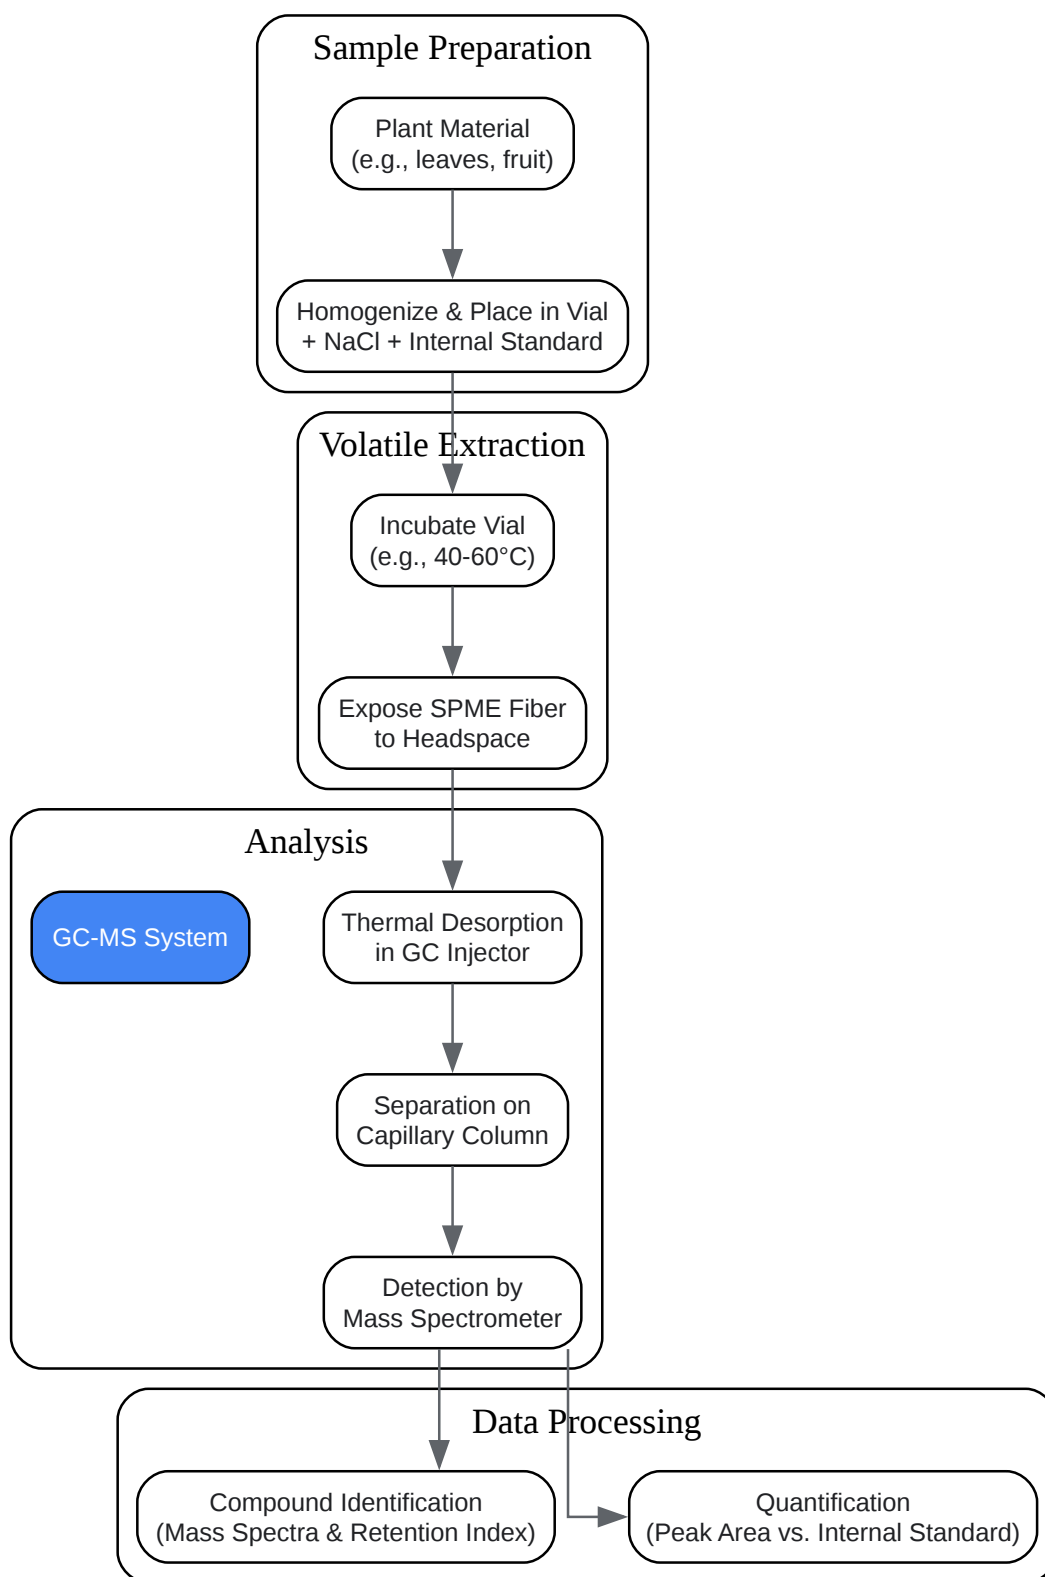 Sample Preparation
Plant Material
(e.g., leaves, fruit)
Homogenize & Place in Vial
+ NaCl + Internal Standard
Volatile Extraction
Incubate Vial
(e.g., 40-60°C)
Expose SPME Fiber
to Headspace
Analysis
GC-MS System
Thermal Desorption
in GC Injector
Separation on
Capillary Column
Detection by
Mass Spectrometer
Data Processing
Compound Identification
(Mass Spectra & Retention Index)
Quantification
(Peak Area vs. Internal Standard)